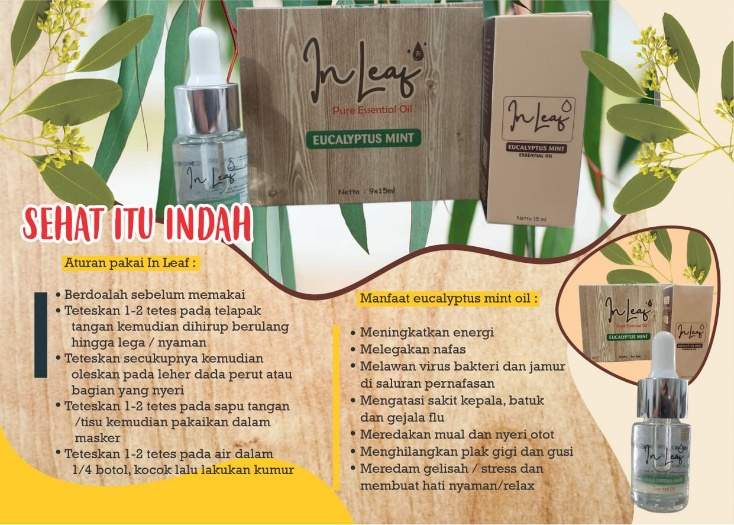 In Leaf
Pure Essential Oil
EUCALYPTUS MINT
Netto : 9x15ml
In Leaf
EUCALYPTUS MINT
ESSENTIAL OIL
Netto 15 ml
In Leaf
SEHAT ITU INDAH
Aturan pakai In Leaf :
• Berdoalah sebelum memakai
• Teteskan 1-2 tetes pada telapak
tangan kemudian dihirup berulang
hingga lega / nyaman
• Teteskan secukupnya kemudian
oleskan pada leher dada perut atau
bagian yang nyeri
• Teteskan 1-2 tetes pada sapu tangan
/tisu kemudian pakaikan dalam
masker
• Teteskan 1-2 tetes pada air dalam
1/4 botol, kocok lalu lakukan kumur
Manfaat eucalyptus mint oil :
• Meningkatkan energi
• Melegakan nafas
• Melawan virus bakteri dan jamur
di saluran pernafasan
• Mengatasi sakit kepala, batuk
dan gejala flu
• Meredakan mual dan nyeri otot
• Menghilangkan plak gigi dan gusi
• Meredam gelisah / stress dan
membuat hati nyaman/relax
In Leaf
Pure Essential Oil
EUCALYPTUS MINT
In Leaf
In Leaf